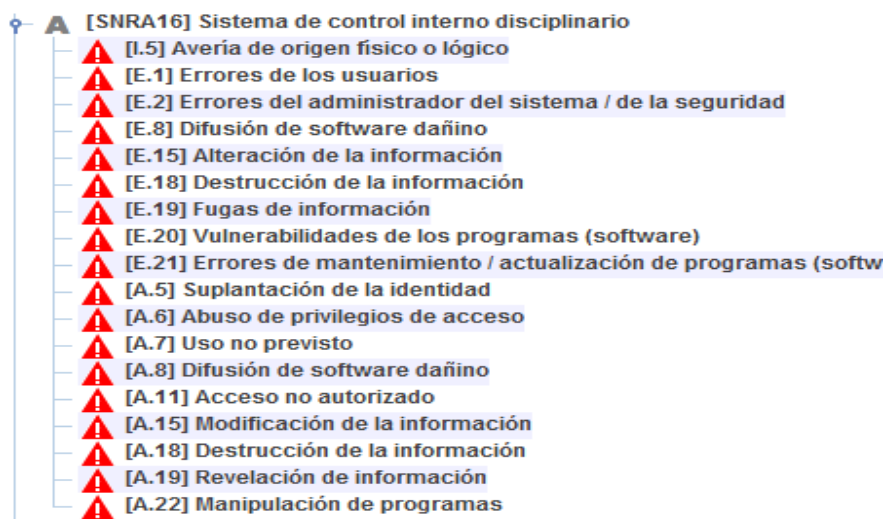 A [SNRA16] Sistema de control interno disciplinario
[I.5] Avería de origen físico o lógico
[E.1] Errores de los usuarios
[E.2] Errores del administrador del sistema / de la seguridad
[E.8] Difusión de software dañino
[E.15] Alteración de la información
[E.18] Destrucción de la información
[E.19] Fugas de información
[E.20] Vulnerabilidades de los programas (software)
[E.21] Errores de mantenimiento / actualización de programas (softw
[A.5] Suplantación de la identidad
[A.6] Abuso de privilegios de acceso
[A.7] Uso no previsto
[A.8] Difusión de software dañino
[A.11] Acceso no autorizado
[A.15] Modificación de la información
[A.18] Destrucción de la información
[A.19] Revelación de información
[A.22] Manipulación de programas